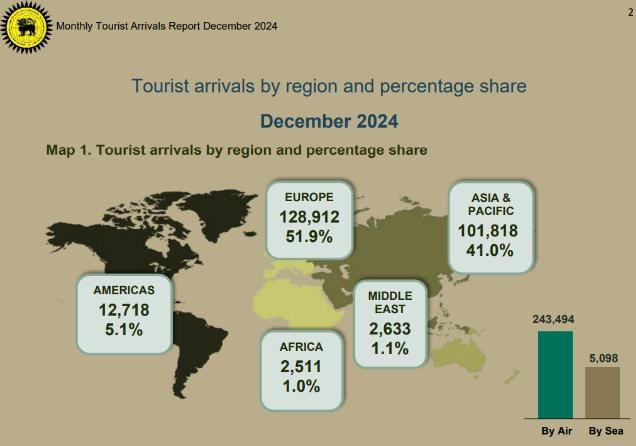 2
Monthly Tourist Arrivals Report December 2024
Tourist arrivals by region and percentage share
December 2024
Map 1. Tourist arrivals by region and percentage share
EUROPE
128,912
51.9%
ASIA &
PACIFIC
101,818
41.0%
AMERICAS
12,718
5.1%
MIDDLE
EAST
2,633
1.1%
AFRICA
2,511
1.0%
243,494
5,098
By Air
By Sea